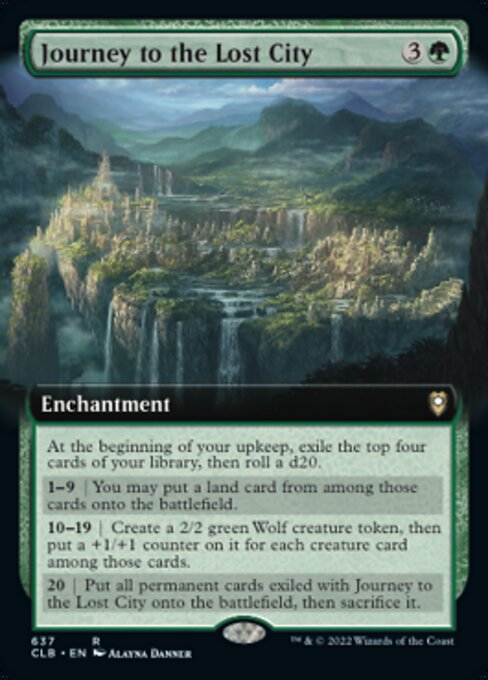 Journey to the Lost City 3
Enchantment
At the beginning of your upkeep, exile the top four
cards of your library, then roll a d20.
1–9 | You may put a land card from among those
cards onto the battlefield.
10–19 | Create a 2/2 green Wolf creature token, then
put a +1/+1 counter on it for each creature card
among those cards.
20 | Put all permanent cards exiled with Journey to
the Lost City onto the battlefield, then sacrifice it.
637 R
CLB • EN Alayna Danner
™ & © 2022 Wizards of the Coast